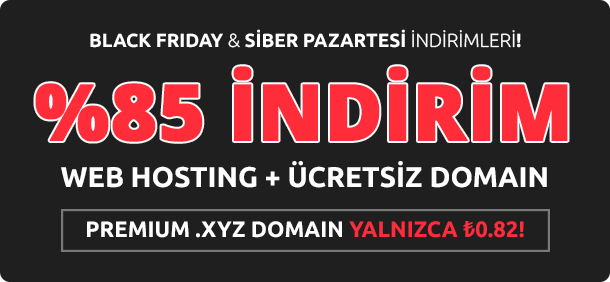 BLACK FRIDAY & SİBER PAZARTESİ İNDİRİMLERİ!
%85 İNDİRİM
WEB HOSTING + ÜCRETSİZ DOMAIN
PREMIUM .XYZ DOMAIN YALNIZCA ₺0.82!